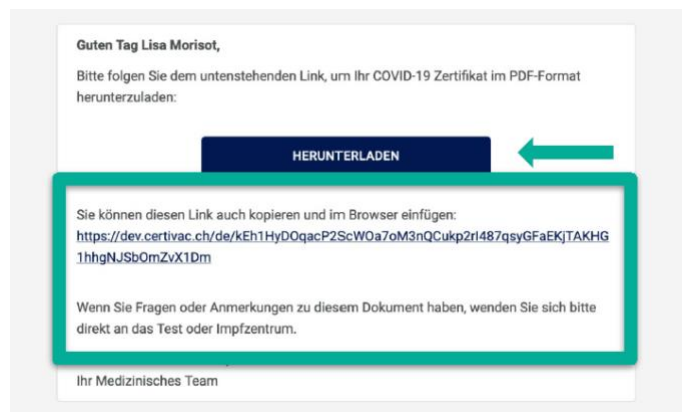 Guten Tag Lisa Morisot,
Bitte folgen Sie dem untenstehenden Link, um Ihr COVID-19 Zertifikat im PDF-Format
herunterzuladen:
HERUNTERLADEN
Sie können diesen Link auch kopieren und im Browser einfügen:
https://dev.certivac.ch/de/kEh1HyDOqacP2ScWOa7oM3nQCukp2rI487qsyGFaEKjTAKHG
1hhgNJSbOmZvX1Dm
Wenn Sie Fragen oder Anmerkungen zu diesem Dokument haben, wenden Sie sich bitte
direkt an das Test oder Impfzentrum.
Ihr Medizinisches Team